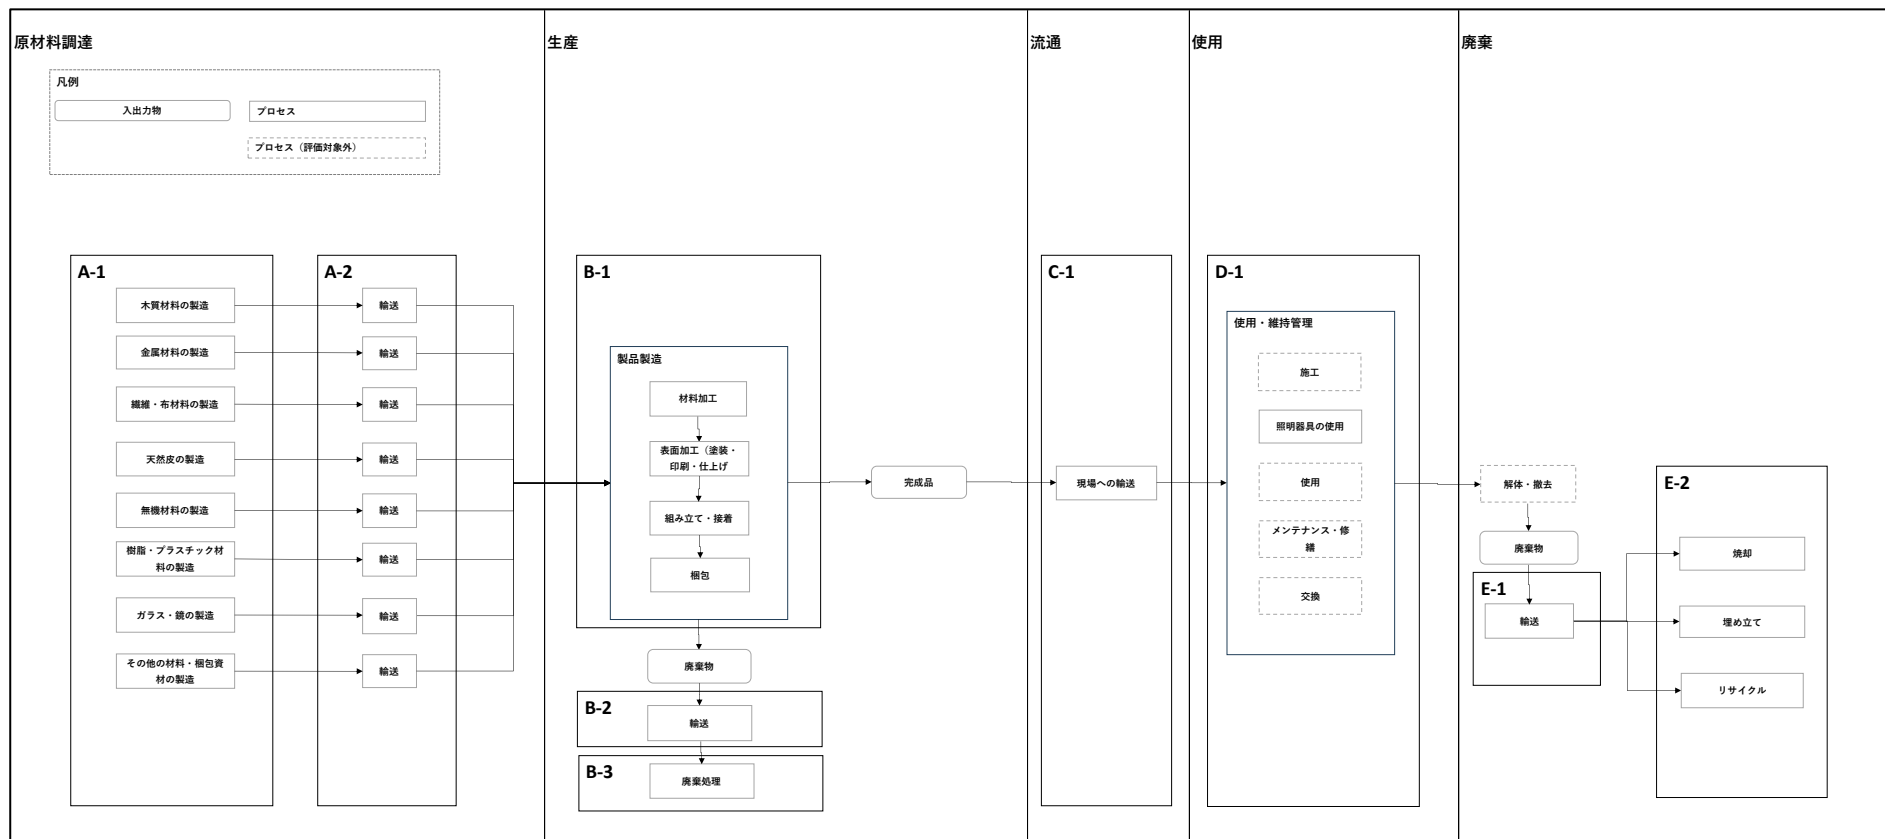 原材料調達
生産
流通
使用
廃棄
凡例
入出力物
プロセス
プロセス（評価対象外）
A-1
木質材料の製造
金属材料の製造
繊維・布材料の製造
天然皮の製造
無機材料の製造
樹脂・プラスチック材
料の製造
ガラス・鏡の製造
その他の材料・梱包資
材の製造
A-2
輸送
輸送
輸送
輸送
輸送
輸送
輸送
輸送
B-1
製品製造
材料加工
表面加工（塗装・
印刷・仕上げ
組み立て・接着
梱包
廃棄物
B-2
輸送
B-3
廃棄処理
完成品
C-1
現場への輸送
D-1
使用・維持管理
施工
照明器具の使用
使用
メンテナンス・修
繕
交換
解体・撤去
廃棄物
E-1
輸送
E-2
焼却
埋め立て
リサイクル